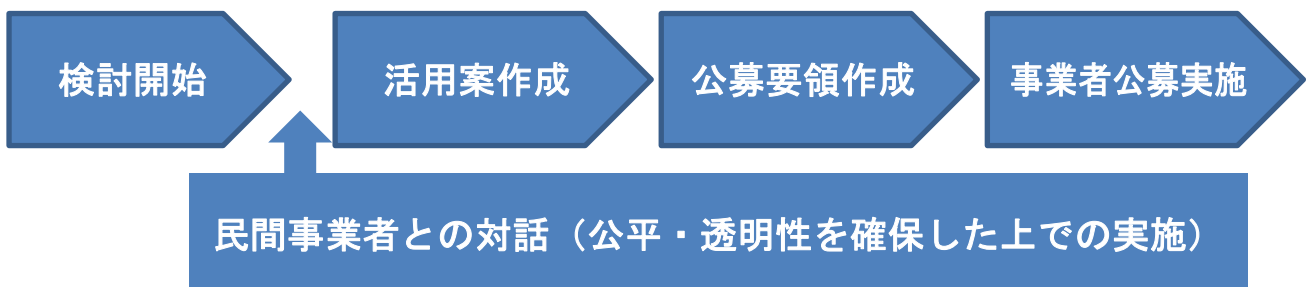 検討開始
活用案作成
公募要領作成
事業者公募実施
民間事業者との対話（公平・透明性を確保した上での実施）